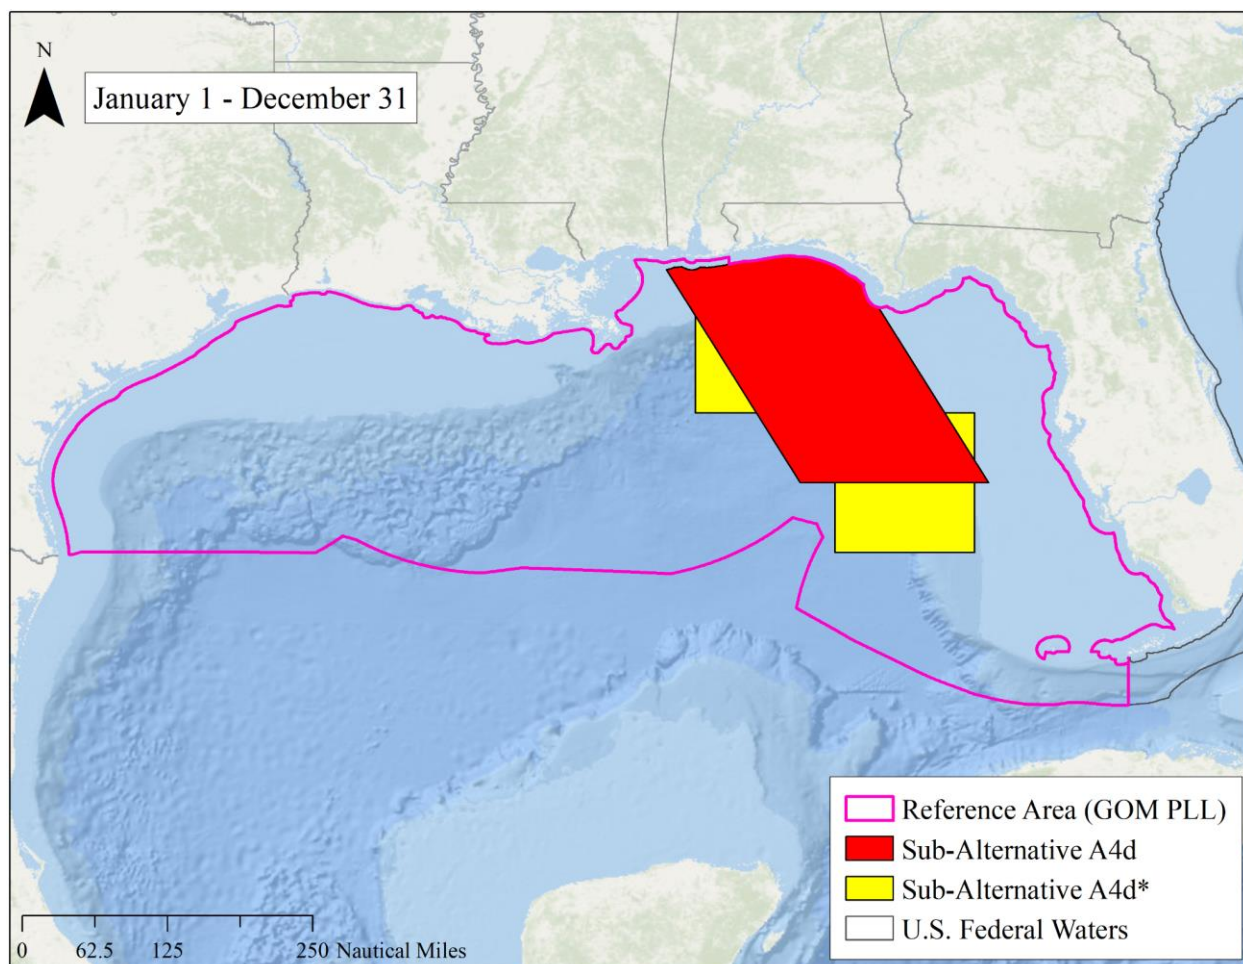 N
January 1 - December 31
Reference Area (GOM PLL)
Sub-Alternative A4d
Sub-Alternative A4d*
U.S. Federal Waters
0 62.5 125 250 Nautical Miles